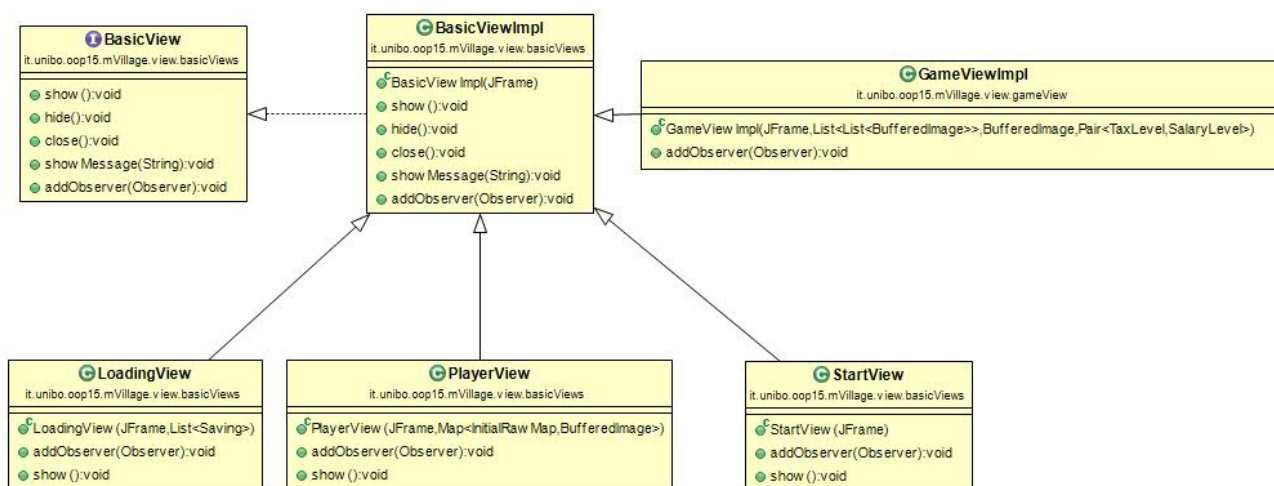 BasicView
it.unibo.oop15.mVillage.view.basicViews
show ():void
hide():void
close():void
show Message(String):void
addObserver(Observer):void
BasicViewImpl
it.unibo.oop15.mVillage.view.basicViews
BasicView Impl(JFrame)
show ():void
hide():void
close():void
show Message(String):void
addObserver(Observer):void
GameViewImpl
it.unibo.oop15.mVillage.view.gameView
GameView Impl(JFrame,List<List<BufferedImage>>,BufferedImage,Pair<TaxLevel,SalaryLevel>)
addObserver(Observer):void
LoadingView
it.unibo.oop15.mVillage.view.basicViews
LoadingView (JFrame,List<Saving>)
addObserver(Observer):void
show ():void
PlayerView
it.unibo.oop15.mVillage.view.basicViews
PlayerView (JFrame,Map<InitialRaw Map,BufferedImage>)
addObserver(Observer):void
show ():void
StartView
it.unibo.oop15.mVillage.view.basicViews
StartView (JFrame)
addObserver(Observer):void
show ():void